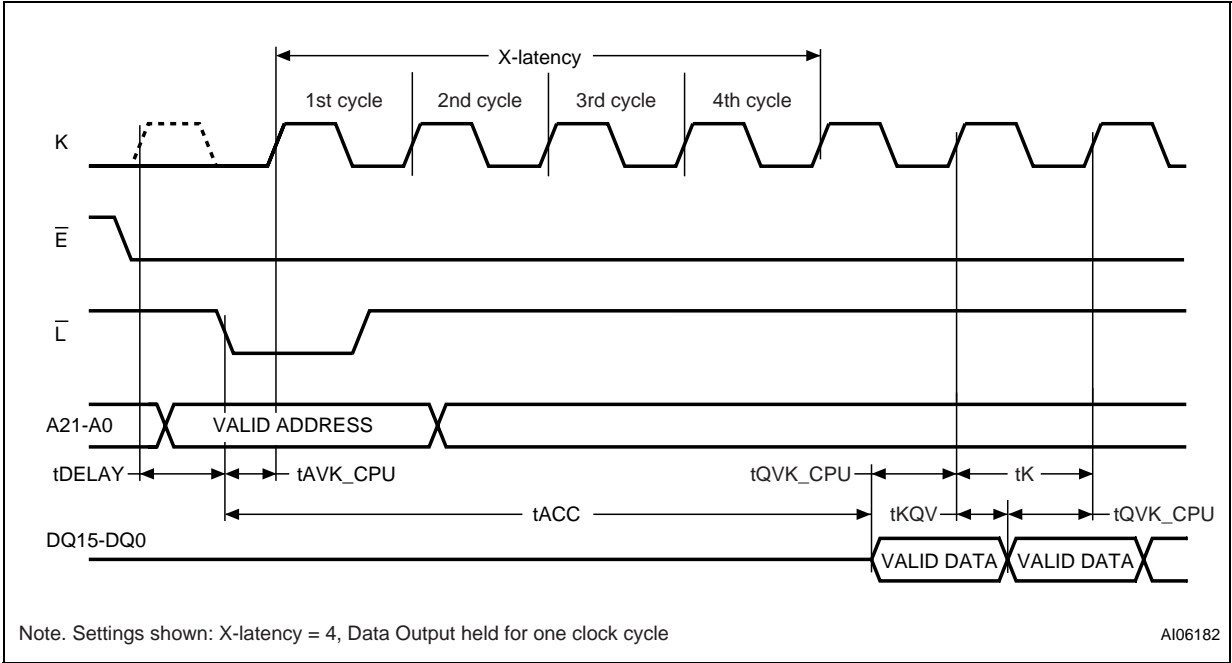 X-latency
1st cycle 2nd cycle 3rd cycle 4th cycle
K
E
L
A21-A0 VALID ADDRESS
tDELAY tAVK_CPU tQVK_CPU tK
tACC tKQV tQVK_CPU
DQ15-DQ0 VALID DATA VALID DATA
Note. Settings shown: X-latency = 4, Data Output held for one clock cycle
AI06182